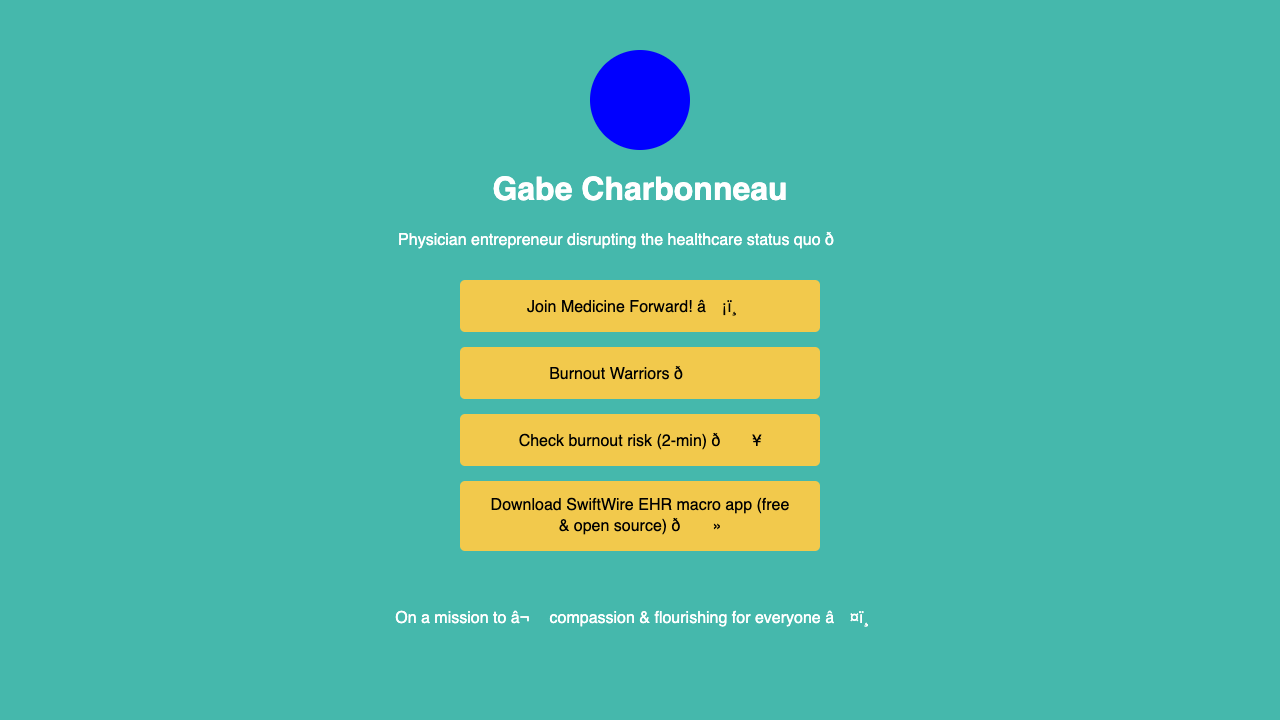 Gabe Charbonneau
Physician entrepreneur disrupting the healthcare status quo ð
Join Medicine Forward! â ¡ï¸
Burnout Warriors ð
Check burnout risk (2-min) ð ¥
Download SwiftWire EHR macro app (free
& open source) ð »
On a mission to â¬ compassion & flourishing for everyone â ¤ï¸